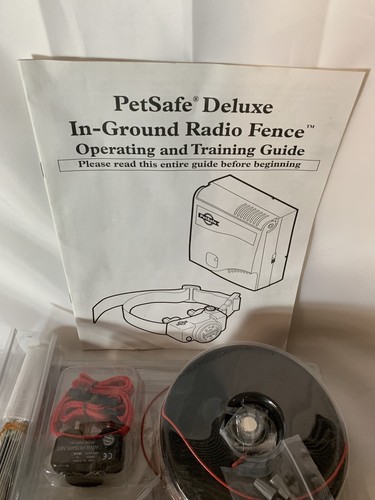 PetSafe® Deluxe
In-Ground Radio Fence™
Operating and Training Guide
Please read this entire guide before beginning